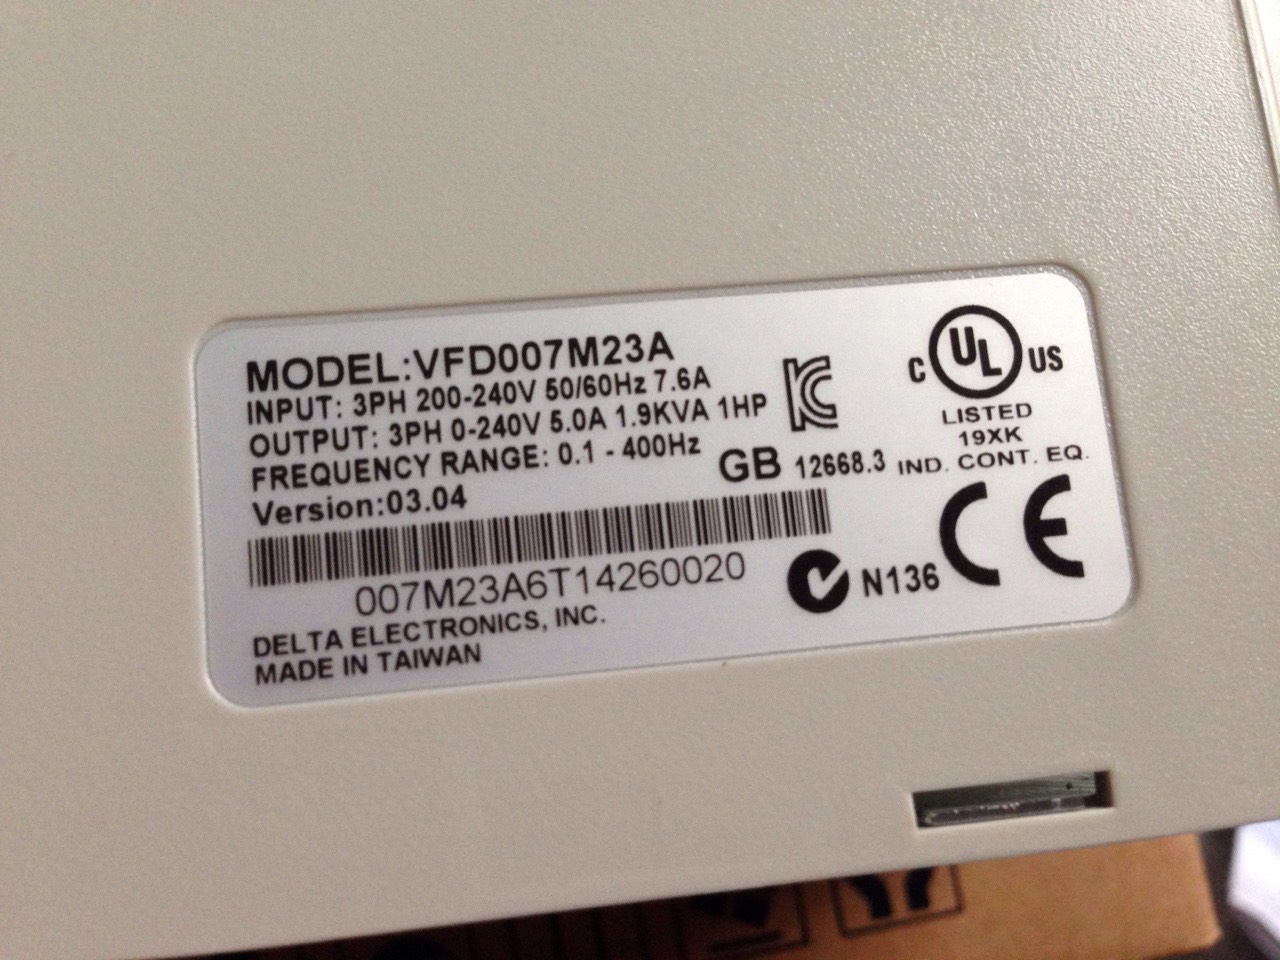 MODEL:VFD007M23A
INPUT: 3PH 200-240V 50/60Hz 7.6A
OUTPUT: 3PH 0-240V 5.0A 1.9KVA 1HP
FREQUENCY RANGE: 0.1 - 400Hz
Version:03.04
007M23A6T14260020
DELTA ELECTRONICS, INC.
MADE IN TAIWAN
KC
GB 12668.3
C UL US
LISTED
19XK
IND. CONT. EQ.
N136
CE